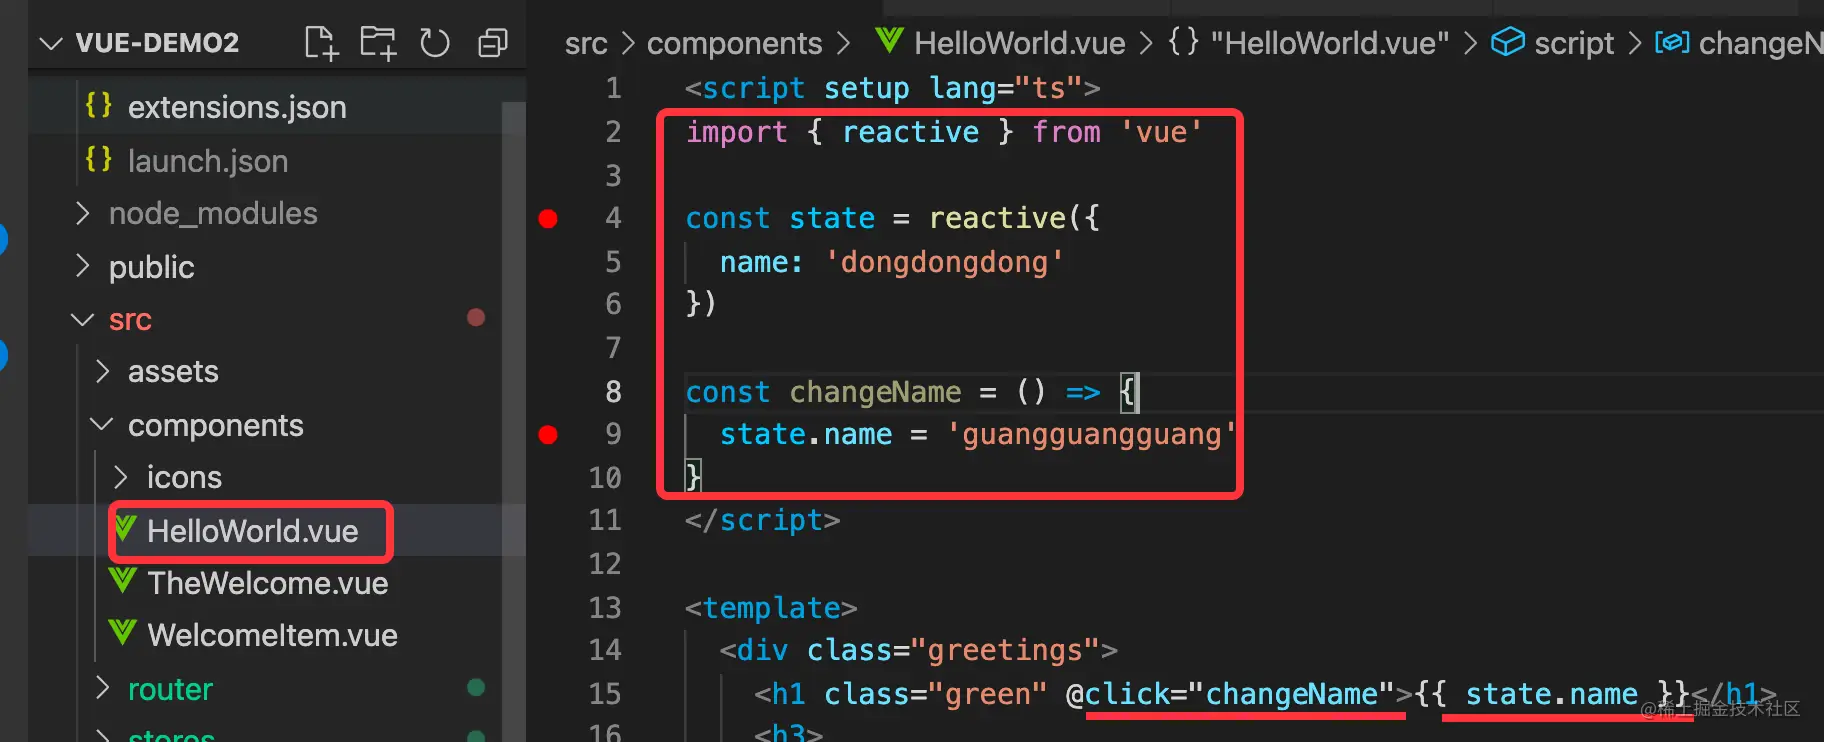 VUE-DEMO2
{} extensions.json
{} launch.json
node_modules
public
src
assets
components
icons
HelloWorld.vue
TheWelcome.vue
WelcomeItem.vue
router
stores
src > components > HelloWorld.vue > {} "HelloWorld.vue" > script > changeN
1 <script setup lang="ts">
2 import { reactive } from 'vue'
3
4 const state = reactive({
5 name: 'dongdongdong'
6 })
7
8 const changeName = () => {
9 state.name = 'guangguangguang'
10 }
11 </script>
12
13 <template>
14 <div class="greetings">
15 <h1 class="green" @click="changeName">{{ state.name }}</h1>
16 <h3>
@稀土掘金技术社区